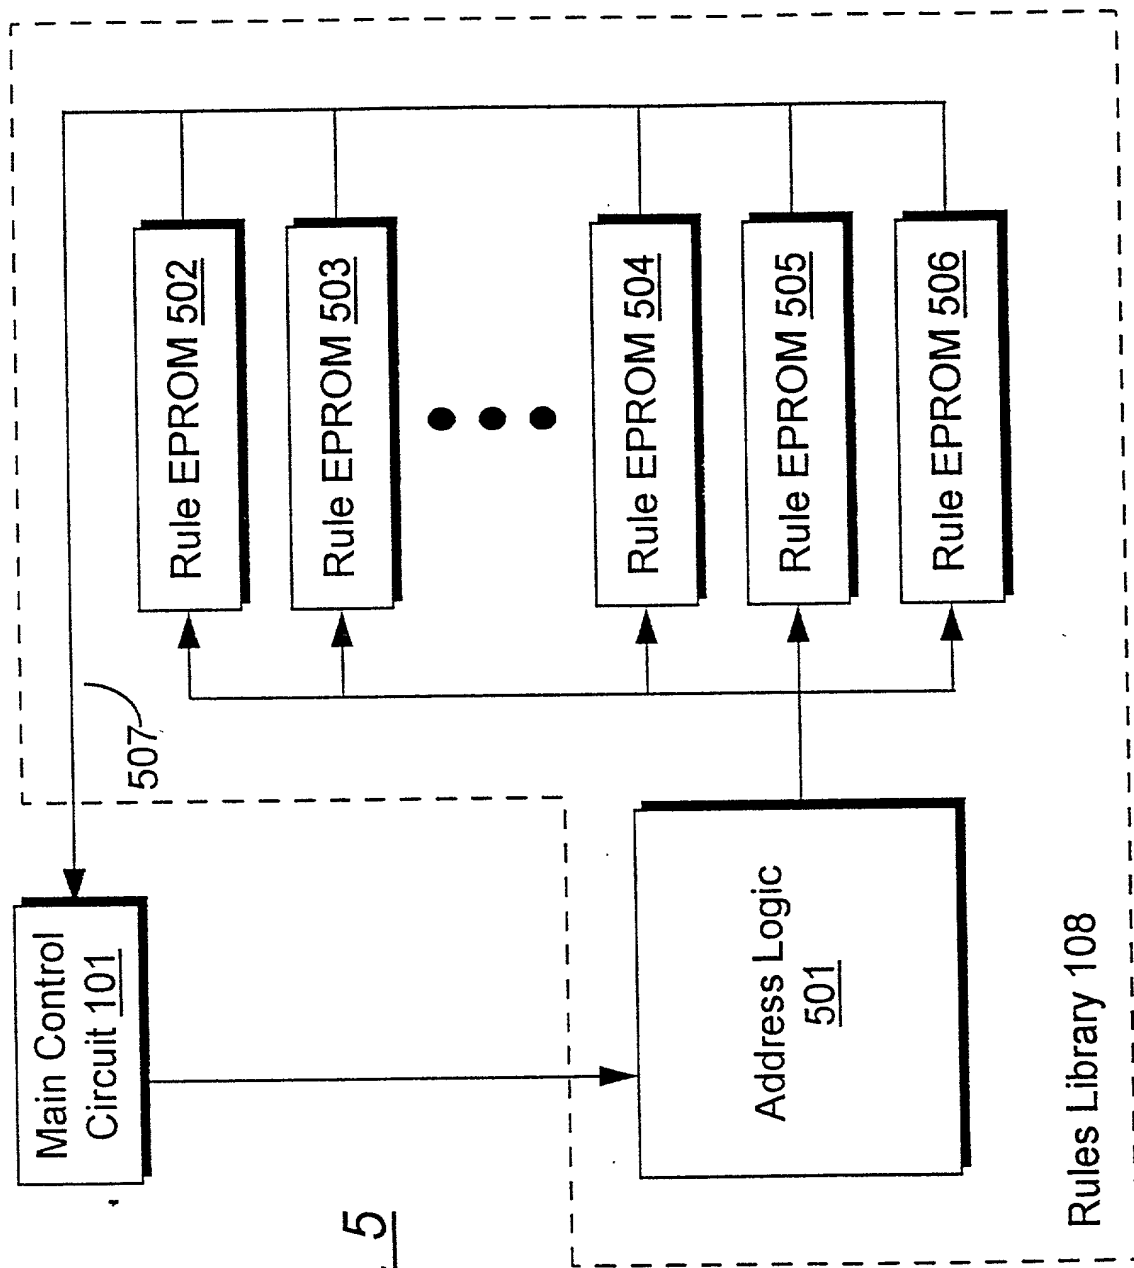 Main Control
Circuit 101
507
Rule EPROM 502
Rule EPROM 503
Rule EPROM 504
Rule EPROM 505
Rule EPROM 506
Address Logic
501
Rules Library 108
5